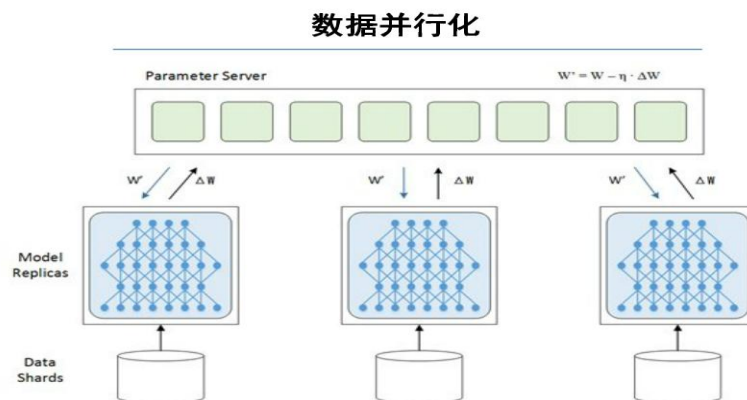 数据并行化
Parameter Server
W' = W − η · ΔW
W'
ΔW
W'
ΔW
W'
ΔW
Model
Replicas
Data
Shards